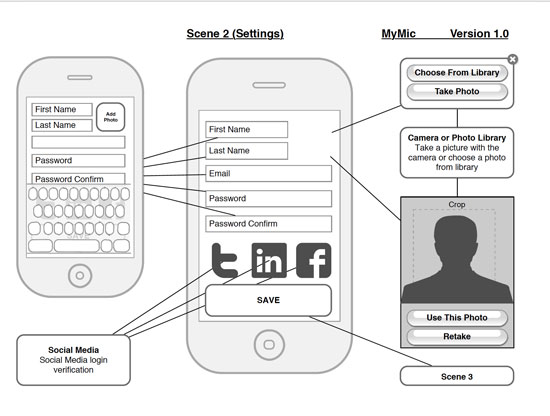 Scene 2 (Settings)
MyMic Version 1.0
First Name
Last Name
Add
Photo
Password
Password Confirm
SAVE
First Name
Last Name
Email
Password
Password Confirm
in
f
SAVE
Choose From Library
Take Photo
Camera or Photo Library
Take a picture with the
camera or choose a photo
from library
Crop
Use This Photo
Retake
Scene 3
Social Media
Social Media login
verification